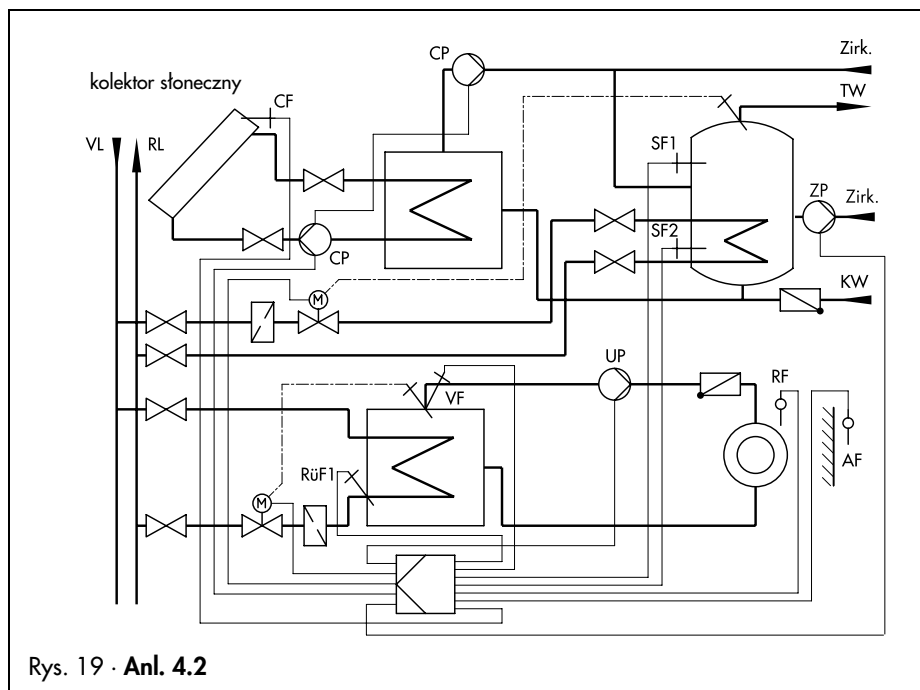 CP
Zirk.
kolektor słoneczny
TW
CF
VL
RL
SF1
ZP
Zirk.
SF2
CP
M
KW
UP
RF
VF
AF
RüF1
M
Rys. 19 · Anl. 4.2